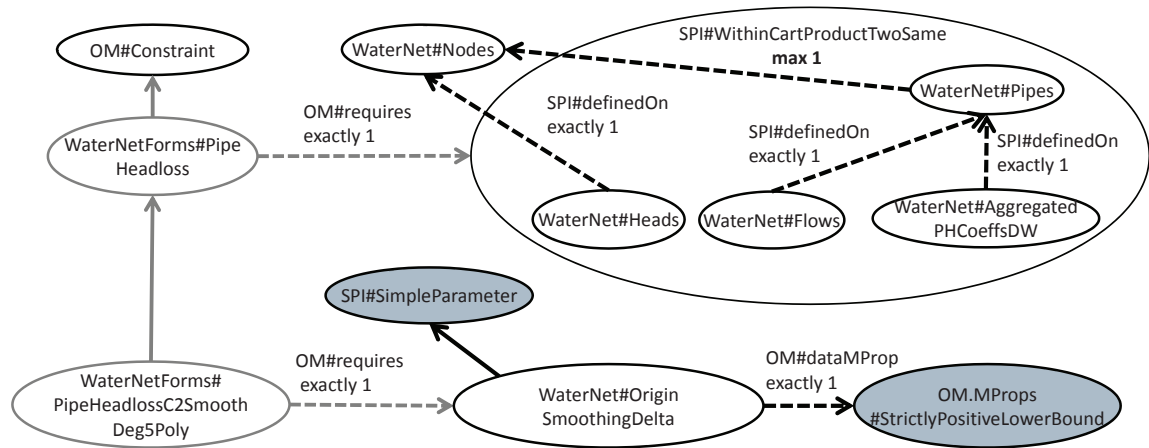 OM#Constraint
WaterNet#Nodes
SPI#WithinCartProductTwoSame
max 1
WaterNet#Pipes
OM#requires
exactly 1
SPI#definedOn
exactly 1
SPI#definedOn
exactly 1
SPI#definedOn
exactly 1
WaterNetForms#Pipe
Headloss
WaterNet#Heads
WaterNet#Flows
WaterNet#Aggregated
PHCoeffsDW
SPI#SimpleParameter
OM#requires
exactly 1
OM#dataMProp
exactly 1
WaterNetForms#
PipeHeadlossC2Smooth
Deg5Poly
WaterNet#Origin
SmoothingDelta
OM.MProps
#StrictlyPositiveLowerBound